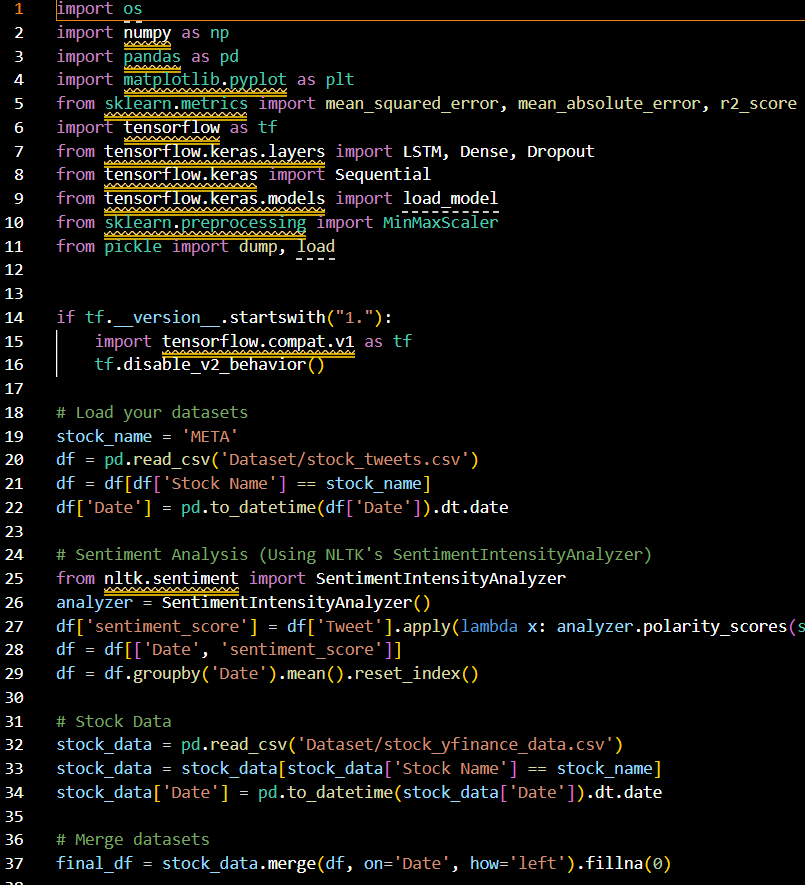 1 import os
2 import numpy as np
3 import pandas as pd
4 import matplotlib.pyplot as plt
5 from sklearn.metrics import mean_squared_error, mean_absolute_error, r2_score
6 import tensorflow as tf
7 from tensorflow.keras.layers import LSTM, Dense, Dropout
8 from tensorflow.keras import Sequential
9 from tensorflow.keras.models import load_model
10 from sklearn.preprocessing import MinMaxScaler
11 from pickle import dump, load
12
13
14 if tf.__version__.startswith("1."):
15     import tensorflow.compat.v1 as tf
16     tf.disable_v2_behavior()
17
18 # Load your datasets
19 stock_name = 'META'
20 df = pd.read_csv('Dataset/stock_tweets.csv')
21 df = df[df['Stock Name'] == stock_name]
22 df['Date'] = pd.to_datetime(df['Date']).dt.date
23
24 # Sentiment Analysis (Using NLTK's SentimentIntensityAnalyzer)
25 from nltk.sentiment import SentimentIntensityAnalyzer
26 analyzer = SentimentIntensityAnalyzer()
27 df['sentiment_score'] = df['Tweet'].apply(lambda x: analyzer.polarity_scores(s
28 df = df[['Date', 'sentiment_score']]
29 df = df.groupby('Date').mean().reset_index()
30
31 # Stock Data
32 stock_data = pd.read_csv('Dataset/stock_yfinance_data.csv')
33 stock_data = stock_data[stock_data['Stock Name'] == stock_name]
34 stock_data['Date'] = pd.to_datetime(stock_data['Date']).dt.date
35
36 # Merge datasets
37 final_df = stock_data.merge(df, on='Date', how='left').fillna(0)